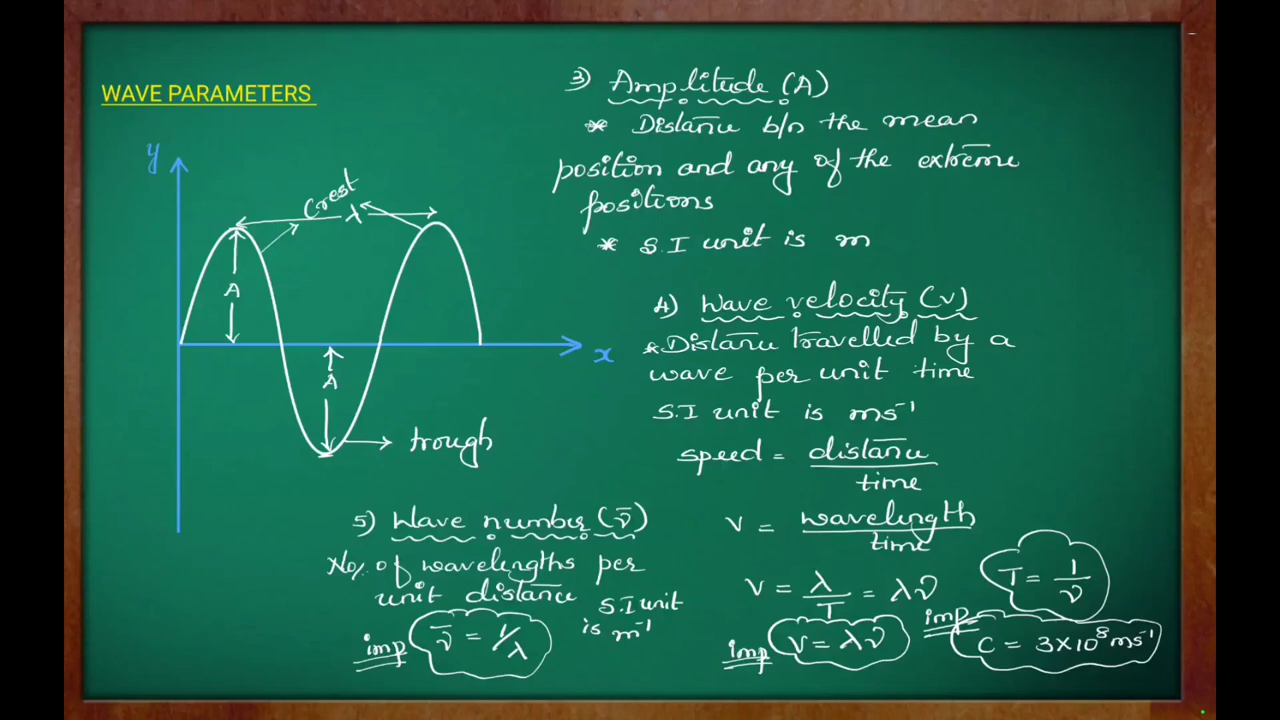 WAVE PARAMETERS
y
Crest
λ
A
x
A
trough
3) Amplitude (A)
* Distance b/n the mean
position and any of the extreme
positions
* S.I unit is m
4) Wave velocity (v)
* Distance travelled by a
wave per unit time
S.I unit is ms⁻¹
speed = distance / time
v = wavelength / time
v = λ/T = λν
imp v = λν
T = 1/ν
imp C = 3×10⁸ ms⁻¹
5) Wave number (ν̄)
No. of wavelengths per
unit distance
S.I unit
is m⁻¹
imp ν̄ = 1/λ